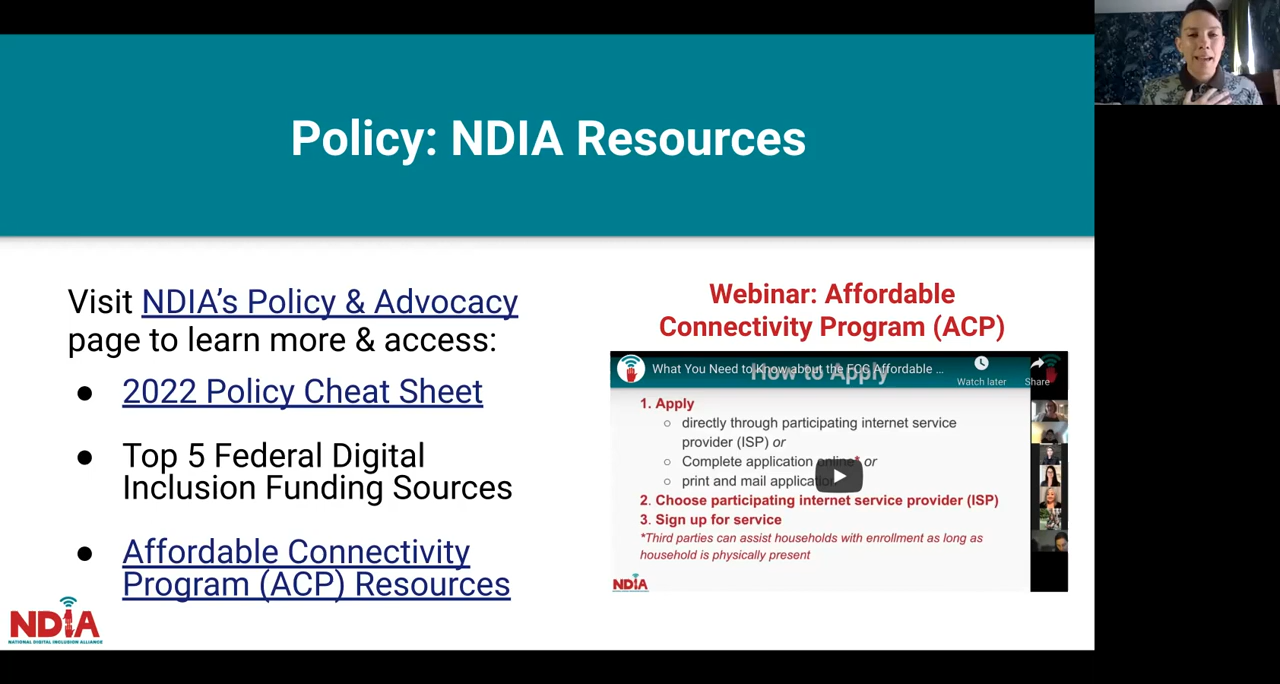 Policy: NDIA Resources
Visit NDIA's Policy & Advocacy
page to learn more & access:
● 2022 Policy Cheat Sheet
● Top 5 Federal Digital
Inclusion Funding Sources
● Affordable Connectivity
Program (ACP) Resources
NDIA
NATIONAL DIGITAL INCLUSION ALLIANCE
Webinar: Affordable
Connectivity Program (ACP)
What You Need to Know about the FCC Affordable ...
How to Apply
Watch later
Share
1. Apply
○ directly through participating internet service
provider (ISP) or
○ Complete application online* or
○ print and mail application
2. Choose participating internet service provider (ISP)
3. Sign up for service
*Third parties can assist households with enrollment as long as
household is physically present
NDIA